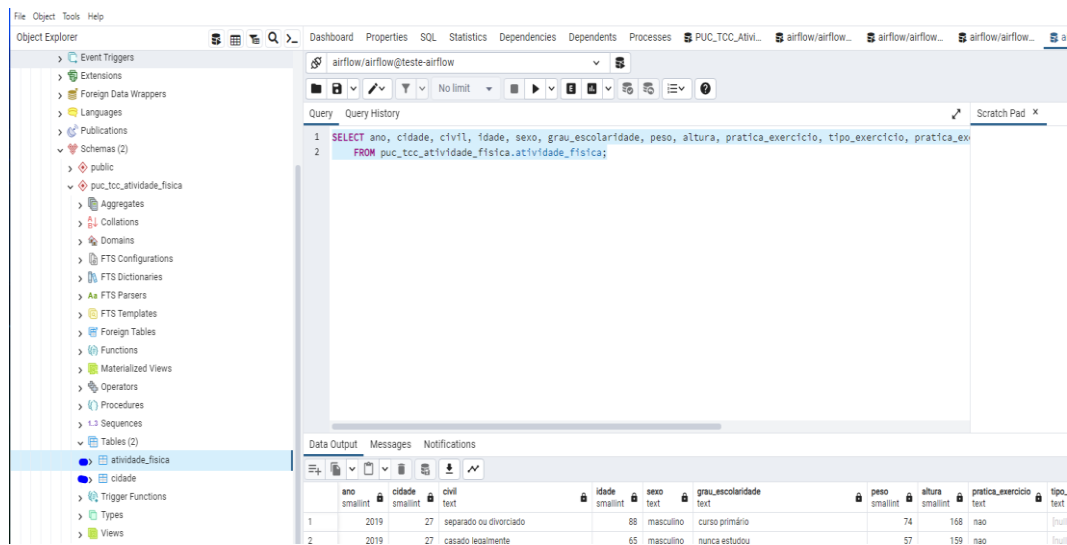 File Object Tools Help
Object Explorer
Dashboard Properties SQL Statistics Dependencies Dependents Processes PUC_TCC_Ativi... airflow/airflow... airflow/airflow... airflow/airflow... a
Event Triggers
Extensions
Foreign Data Wrappers
Languages
Publications
Schemas (2)
public
puc_tcc_atividade_fisica
Aggregates
Collations
Domains
FTS Configurations
FTS Dictionaries
Aa FTS Parsers
FTS Templates
Foreign Tables
Functions
Materialized Views
Operators
Procedures
1..3 Sequences
Tables (2)
atividade_fisica
cidade
Trigger Functions
Types
Views
airflow/airflow@teste-airflow
No limit
Query Query History
Scratch Pad ×
1 SELECT ano, cidade, civil, idade, sexo, grau_escolaridade, peso, altura, pratica_exercicio, tipo_exercicio, pratica_ex
2 FROM puc_tcc_atividade_fisica.atividade_fisica;
Data Output Messages Notifications
ano cidade civil idade sexo grau_escolaridade peso altura pratica_exercicio tipo_
smallint smallint text smallint text text smallint smallint text text
1 2019 27 separado ou divorciado 88 masculino curso primário 74 168 nao [null
2 2019 27 casado legalmente 65 masculino nunca estudou 57 159 nao [null